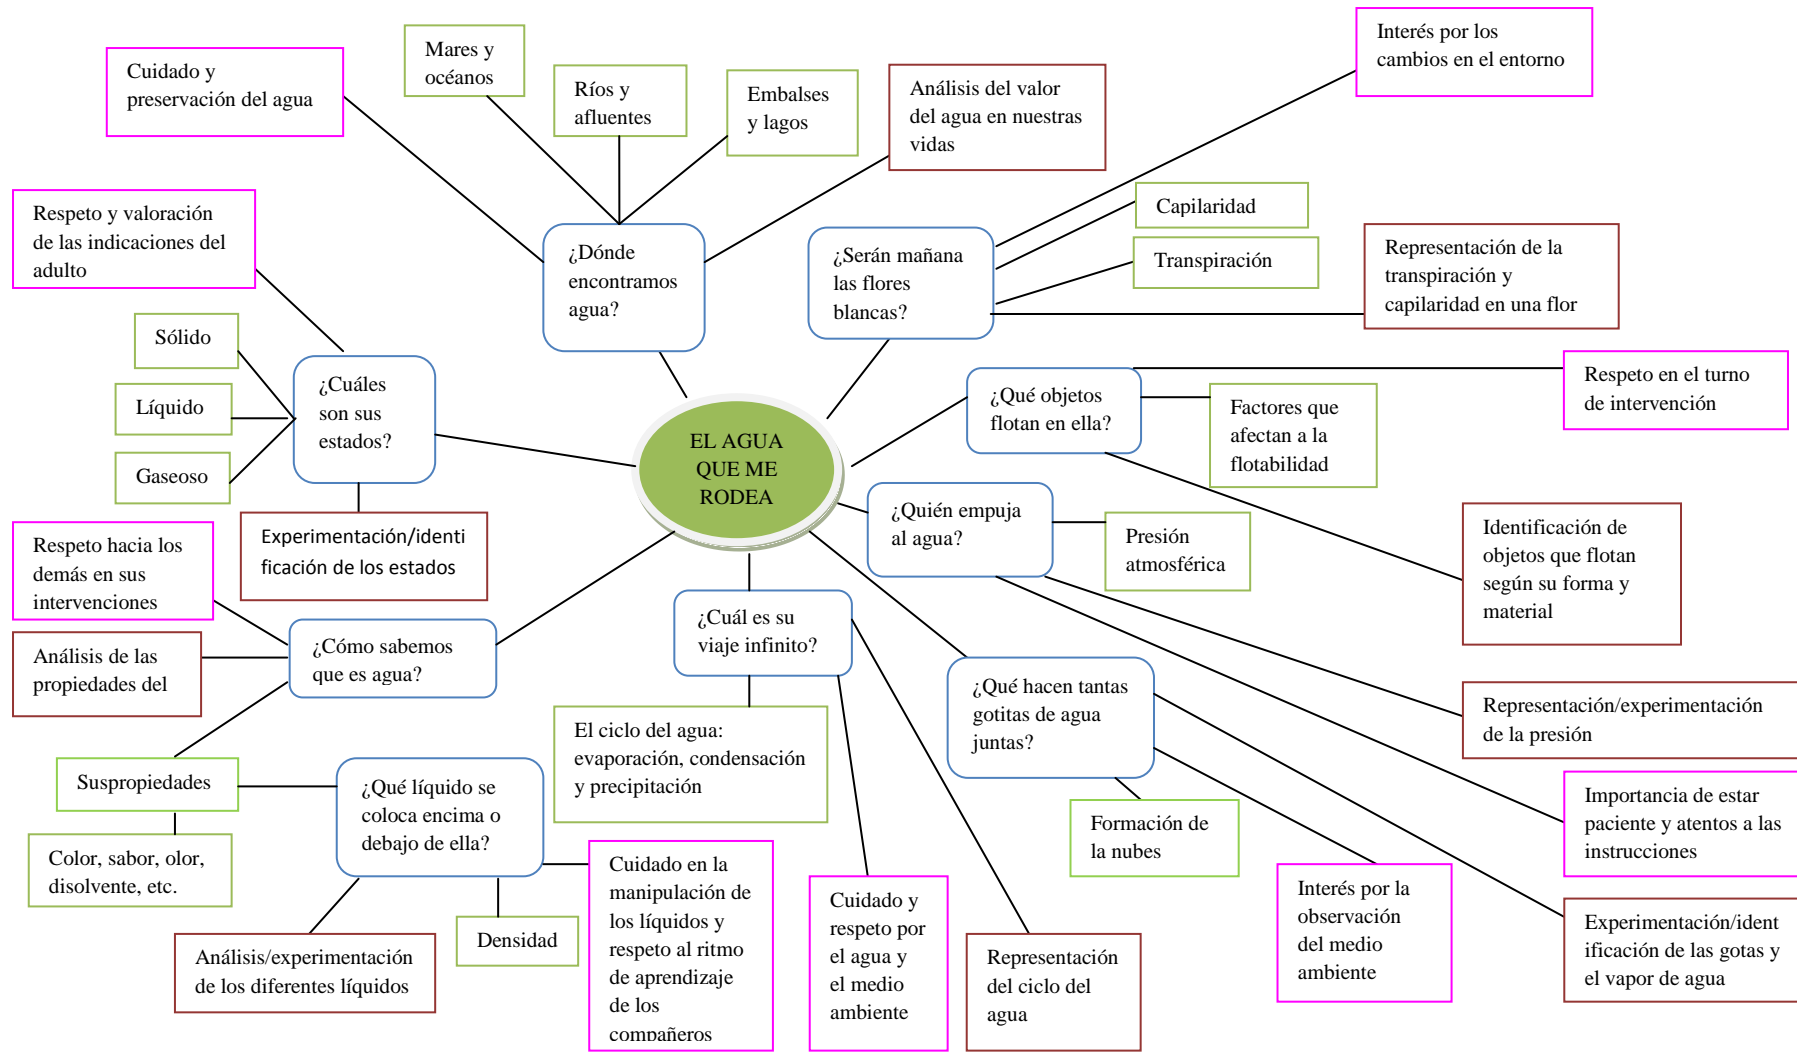 Interés por los
cambios en el entorno
Mares y
océanos
Cuidado y
preservación del agua
Ríos y
afluentes
Embalses
y lagos
Análisis del valor
del agua en nuestras
vidas
Respeto y valoración
de las indicaciones del
adulto
Capilaridad
¿Dónde
encontramos
agua?
¿Serán mañana
las flores
blancas?
Transpiración
Representación de la
transpiración y
capilaridad en una flor
Sólido
Líquido
Gaseoso
¿Cuáles
son sus
estados?
¿Qué objetos
flotan en ella?
Factores que
afectan a la
flotabilidad
Respeto en el turno
de intervención
EL AGUA
QUE ME
RODEA
Experimentación/identi
ficación de los estados
¿Quién empuja
al agua?
Presión
atmosférica
Identificación de
objetos que flotan
según su forma y
material
Respeto hacia los
demás en sus
intervenciones
Análisis de las
propiedades del
¿Cómo sabemos
que es agua?
¿Cuál es su
viaje infinito?
¿Qué hacen tantas
gotitas de agua
juntas?
Representación/experimentación
de la presión
El ciclo del agua:
evaporación, condensación
y precipitación
Suspropiedades
¿Qué líquido se
coloca encima o
debajo de ella?
Importancia de estar
paciente y atentos a las
instrucciones
Formación de
la nubes
Color, sabor, olor,
disolvente, etc.
Cuidado en la
manipulación de
los líquidos y
respeto al ritmo
de aprendizaje
de los
compañeros
Densidad
Análisis/experimentación
de los diferentes líquidos
Cuidado y
respeto por
el agua y
el medio
ambiente
Representación
del ciclo del
agua
Interés por la
observación
del medio
ambiente
Experimentación/ident
ificación de las gotas y
el vapor de agua